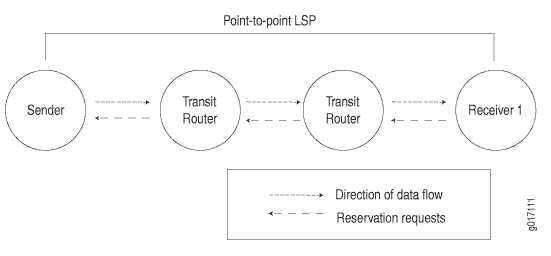 Point-to-point LSP
Sender
Transit
Router
Transit
Router
Receiver 1
Direction of data flow
Reservation requests
g017111